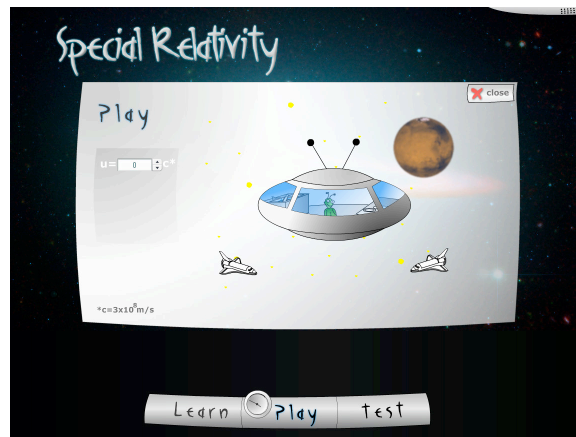 Special Relativity
close
Play
u= 0 c*
*c=3x10⁸m/s
Learn Play test